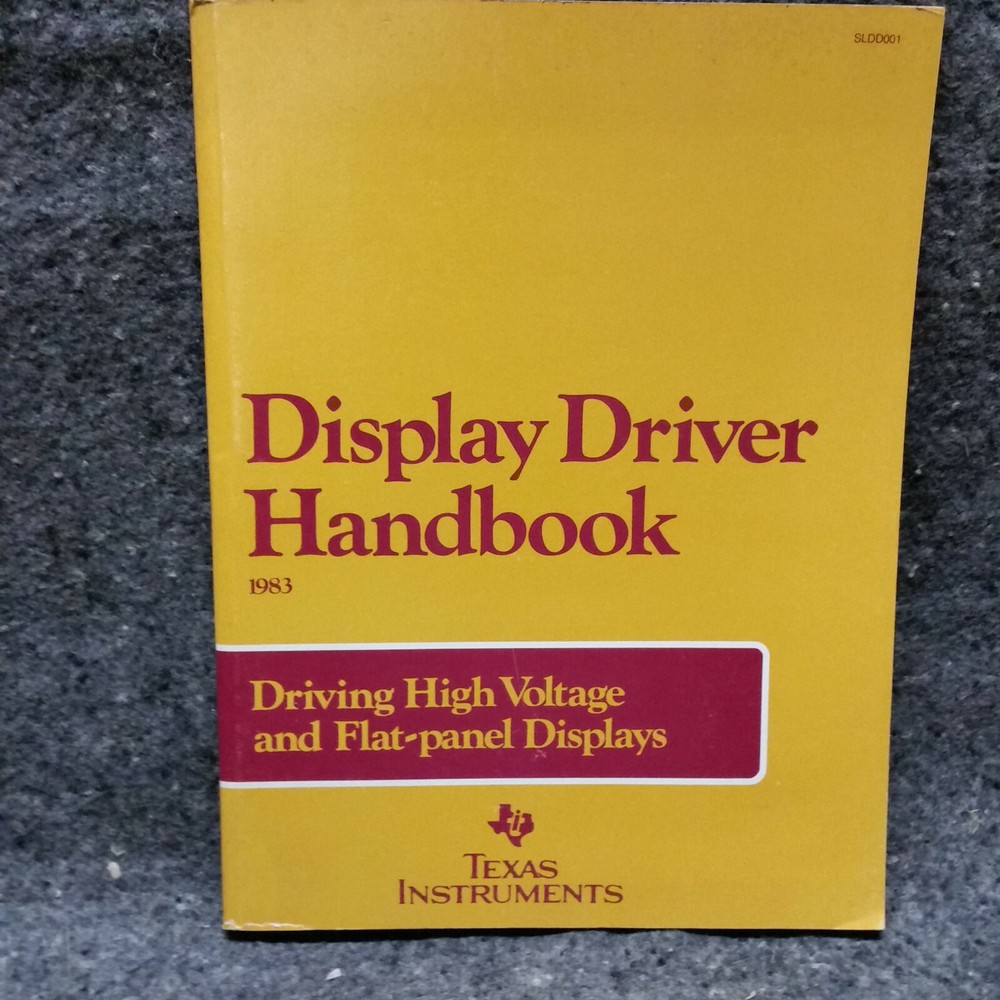 SLDD001
Display Driver
Handbook
1983
Driving High Voltage
and Flat-panel Displays
TEXAS
INSTRUMENTS